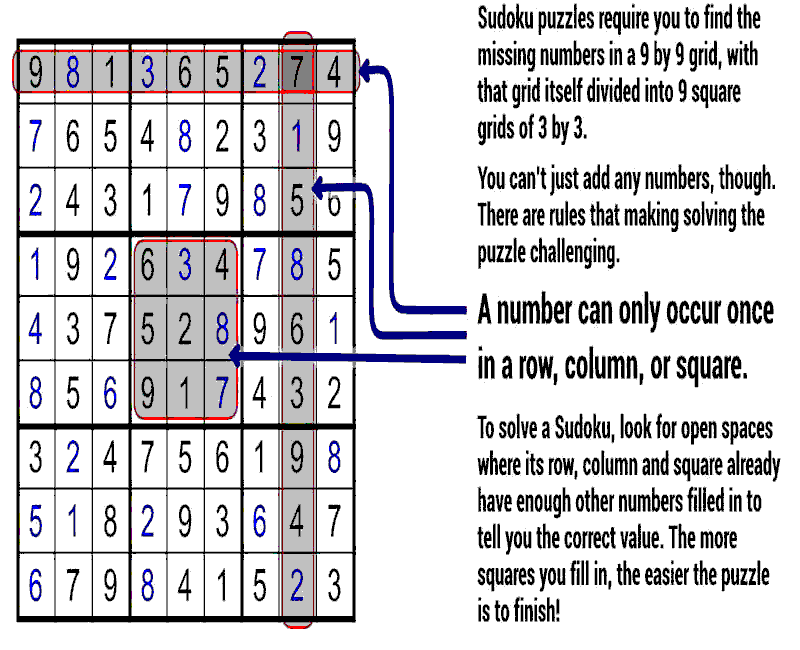 Sudoku puzzles require you to find the
missing numbers in a 9 by 9 grid, with
that grid itself divided into 9 square
grids of 3 by 3.
You can't just add any numbers, though.
There are rules that making solving the
puzzle challenging.
A number can only occur once
in a row, column, or square.
To solve a Sudoku, look for open spaces
where its row, column and square already
have enough other numbers filled in to
tell you the correct value. The more
squares you fill in, the easier the puzzle
is to finish!
9 8 1 3 6 5 2 7 4
7 6 5 4 8 2 3 1 9
2 4 3 1 7 9 8 5 6
1 9 2 6 3 4 7 8 5
4 3 7 5 2 8 9 6 1
8 5 6 9 1 7 4 3 2
3 2 4 7 5 6 1 9 8
5 1 8 2 9 3 6 4 7
6 7 9 8 4 1 5 2 3